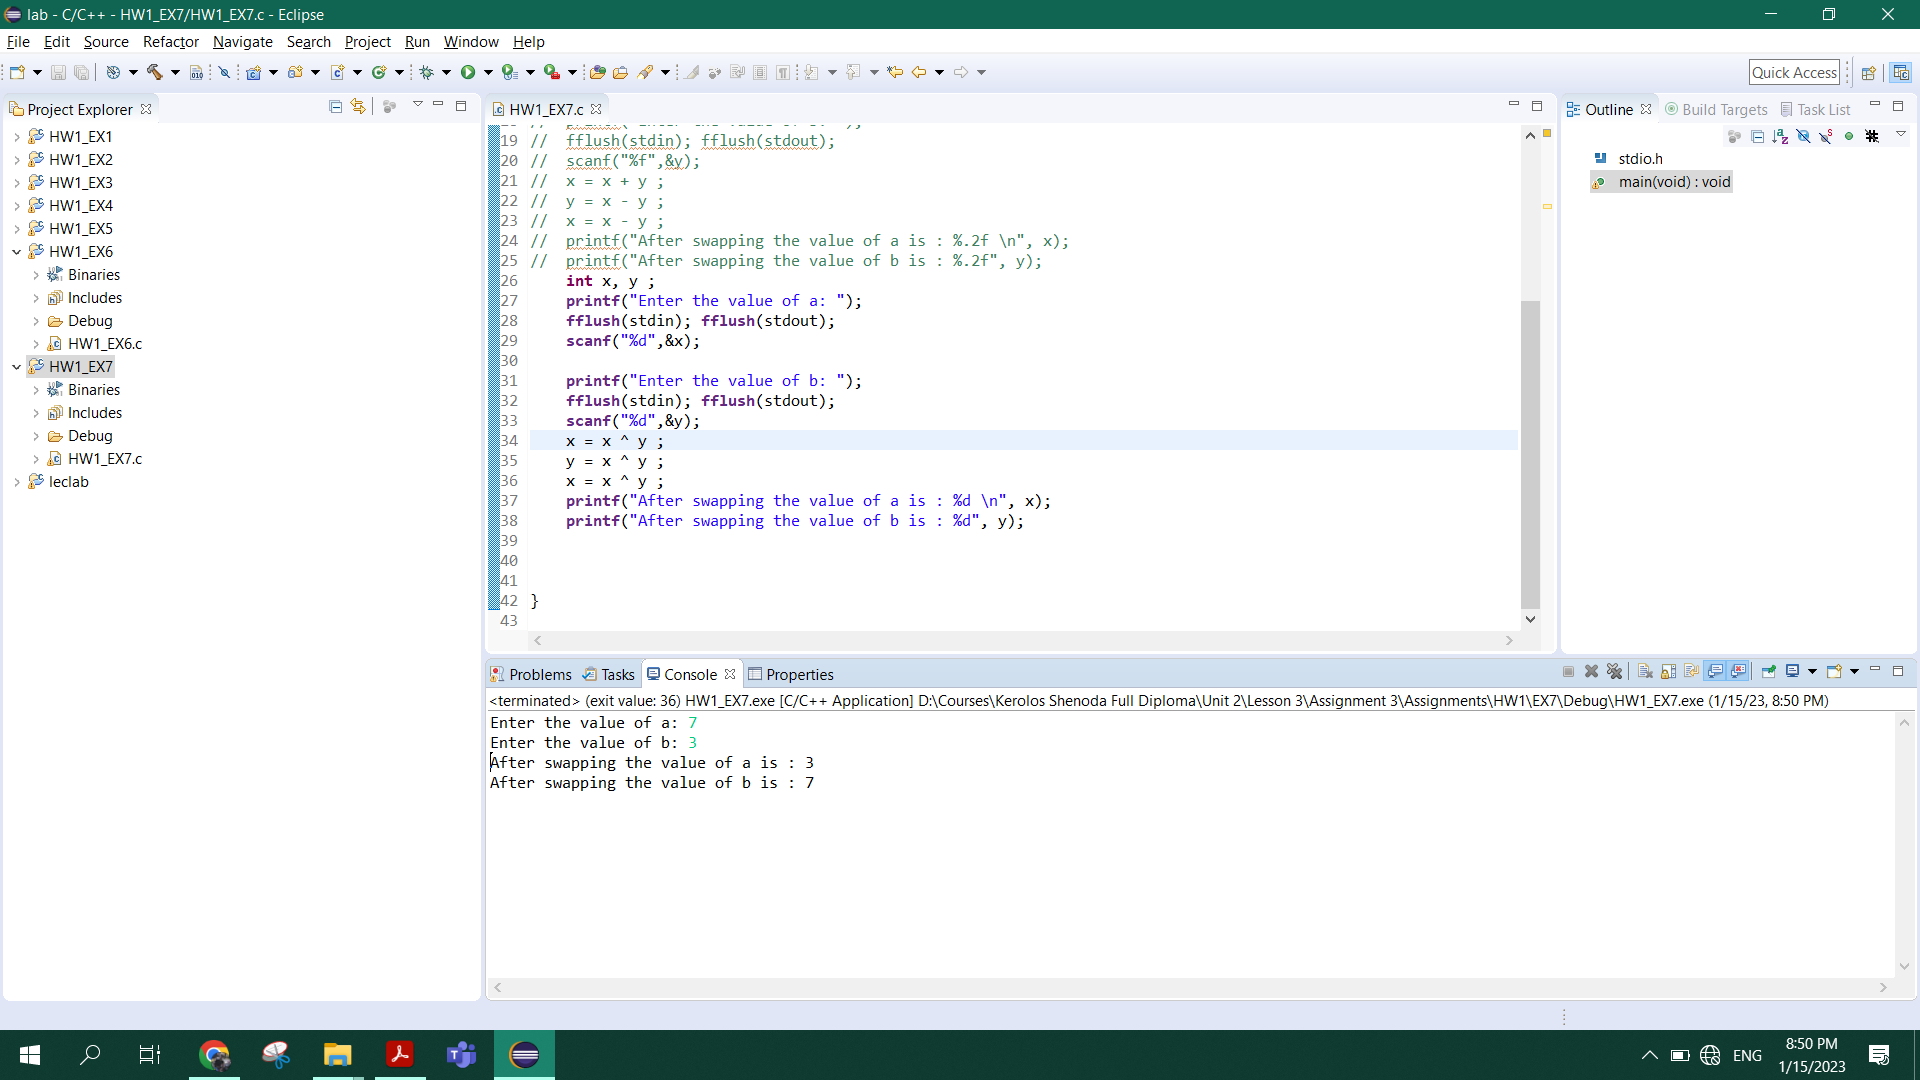 lab - C/C++ - HW1_EX7/HW1_EX7.c - Eclipse
File Edit Source Refactor Navigate Search Project Run Window Help
Quick Access
Project Explorer
HW1_EX1
HW1_EX2
HW1_EX3
HW1_EX4
HW1_EX5
HW1_EX6
Binaries
Includes
Debug
HW1_EX6.c
HW1_EX7
Binaries
Includes
Debug
HW1_EX7.c
leclab
HW1_EX7.c
19 //  fflush(stdin); fflush(stdout);
20 //  scanf("%f",&y);
21 //  x = x + y ;
22 //  y = x - y ;
23 //  x = x - y ;
24 //  printf("After swapping the value of a is : %.2f \n", x);
25 //  printf("After swapping the value of b is : %.2f", y);
26     int x, y ;
27     printf("Enter the value of a: ");
28     fflush(stdin); fflush(stdout);
29     scanf("%d",&x);
30
31     printf("Enter the value of b: ");
32     fflush(stdin); fflush(stdout);
33     scanf("%d",&y);
34     x = x ^ y ;
35     y = x ^ y ;
36     x = x ^ y ;
37     printf("After swapping the value of a is : %d \n", x);
38     printf("After swapping the value of b is : %d", y);
39
40
41
42 }
43
Outline Build Targets Task List
stdio.h
main(void) : void
Problems Tasks Console Properties
<terminated> (exit value: 36) HW1_EX7.exe [C/C++ Application] D:\Courses\Kerolos Shenoda Full Diploma\Unit 2\Lesson 3\Assignment 3\Assignments\HW1\EX7\Debug\HW1_EX7.exe (1/15/23, 8:50 PM)
Enter the value of a: 7
Enter the value of b: 3
After swapping the value of a is : 3
After swapping the value of b is : 7
ENG
8:50 PM
1/15/2023